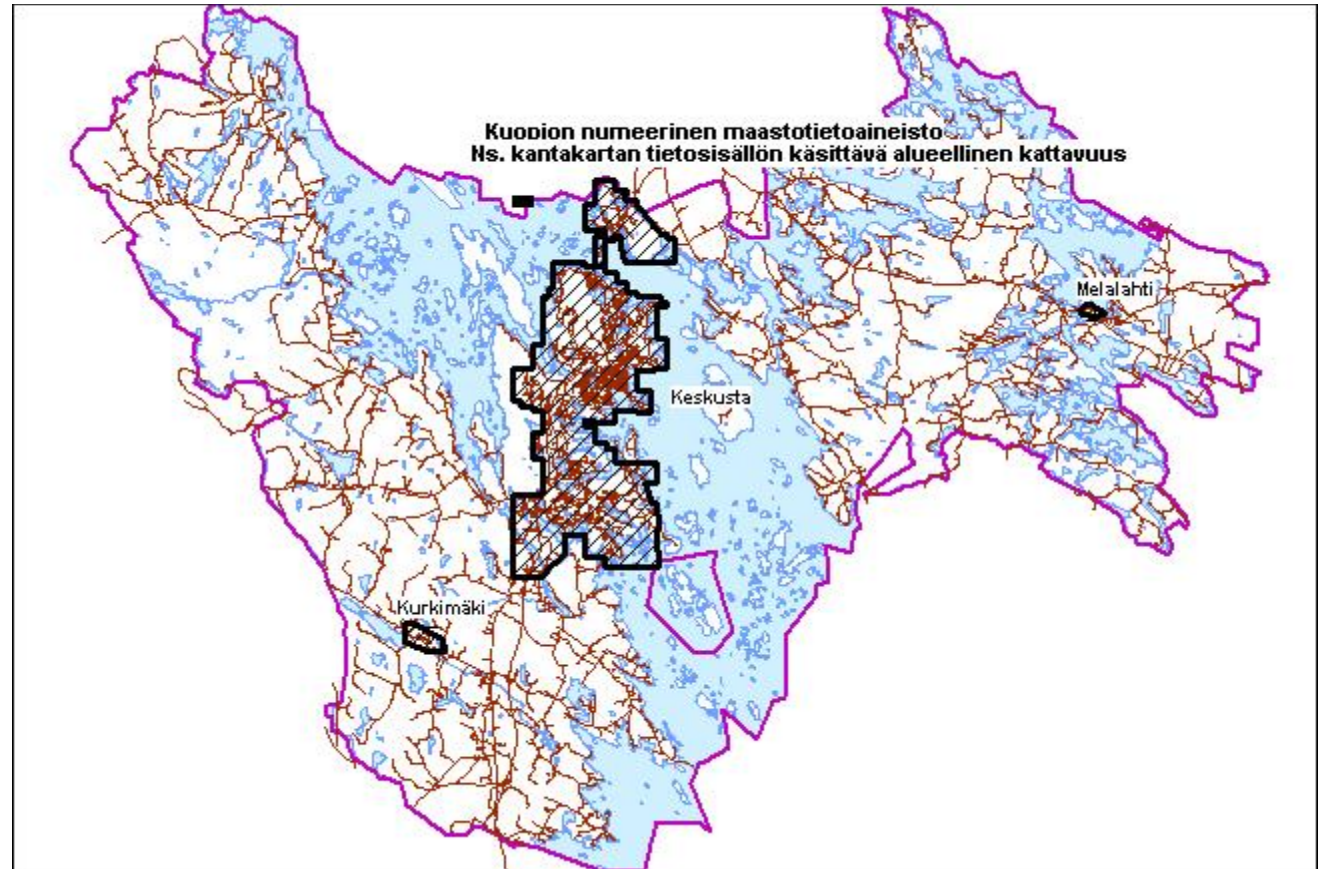 Kuopion numeerinen maastotietoaineisto
Ns. kantakartan tietosisällön käsittävä alueellinen kattavuus
Melalahti
Keskusta
Kurkimäki